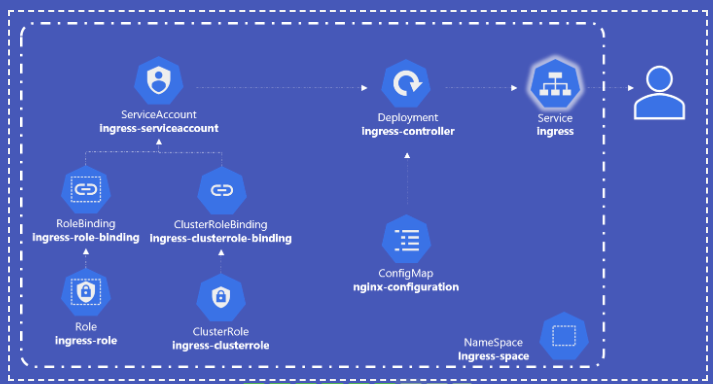 ServiceAccount
ingress-serviceaccount
Deployment
ingress-controller
Service
ingress
RoleBinding
ingress-role-binding
ClusterRoleBinding
ingress-clusterrole-binding
ConfigMap
nginx-configuration
Role
ingress-role
ClusterRole
ingress-clusterrole
NameSpace
Ingress-space